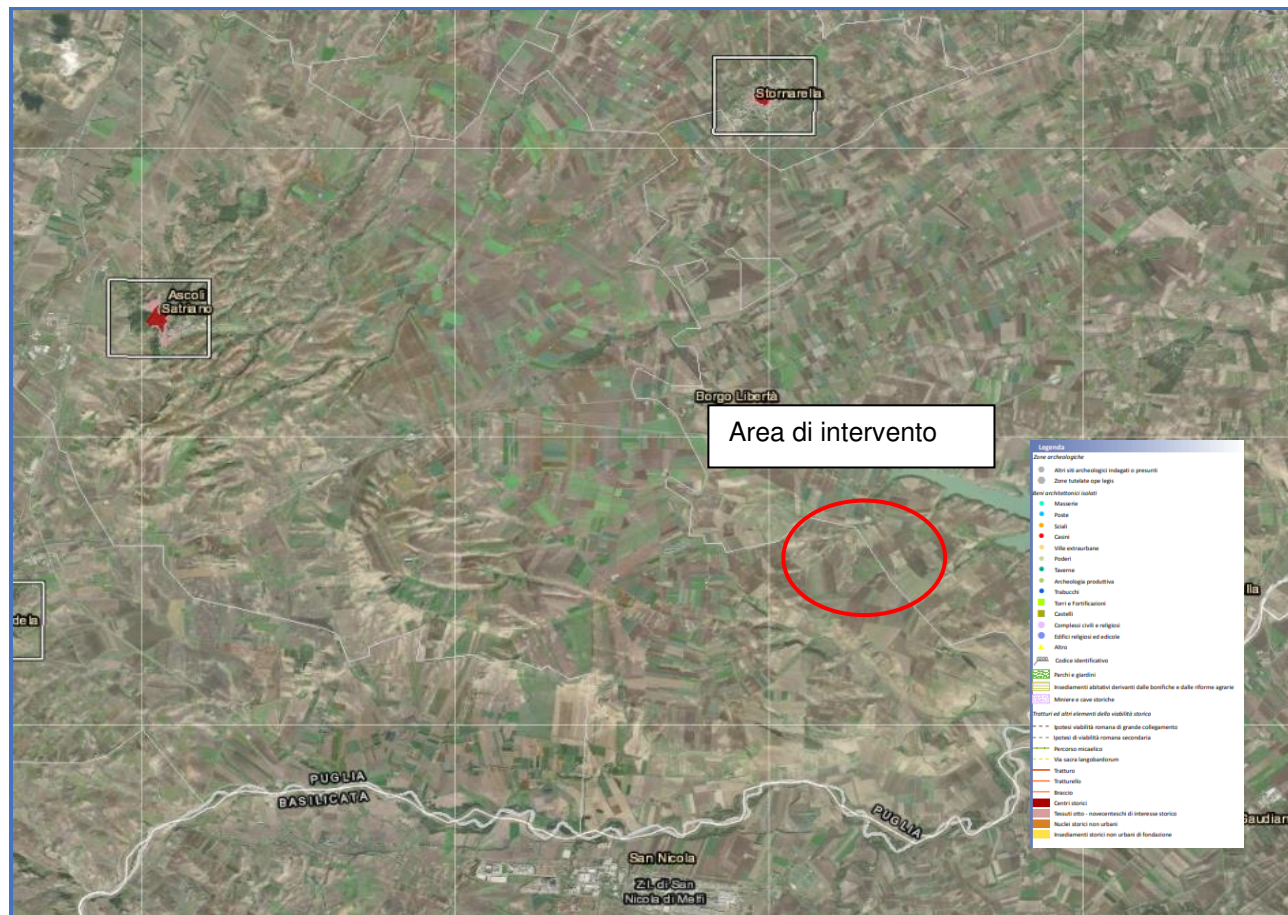 Stornarella
Ascoli
Satriano
Borgo Libertà
Area di intervento
Legenda
Zone archeologiche
Altri siti archeologici indagati o presunti
Zone tutelate ope legis
Beni architettonici isolati
Masserie
Poste
Sciali
Casini
Ville extraurbane
Poderi
Taverne
Archeologia produttiva
Trabucchi
Torri e Fortificazioni
Castelli
Complessi civili e religiosi
Edifici religiosi ed edicole
Altro
Codice identificativo
Parchi e giardini
Insediamenti abitativi derivanti dalle bonifiche e dalle riforme agrarie
Miniere e cave storiche
Tratturi ed altri elementi della viabilità storica
Ipotesi viabilità romana di grande collegamento
Ipotesi di viabilità romana secondaria
Percorso micaelico
Via sacra langobardorum
Tratturo
Tratturello
Braccio
Centri storici
Tessuti otto - novecenteschi di interesse storico
Nuclei storici non urbani
Insediamenti storici non urbani di fondazione
dela
lla
PUGLIA
BASILICATA
PUGLIA
Gaudian
San Nicola
Z.I. di San
Nicola di Melfi